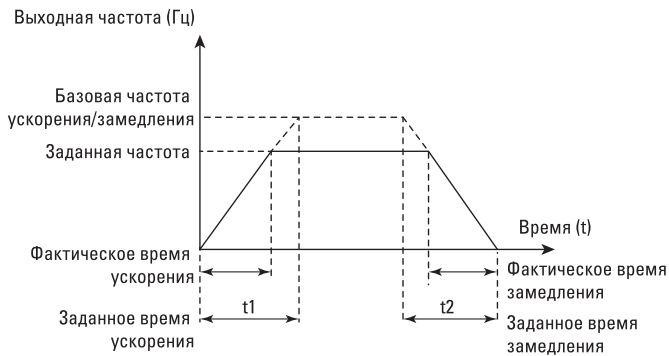 Выходная частота (Гц)
Базовая частота
ускорения/замедления
Заданная частота
Время (t)
Фактическое время
ускорения
Фактическое время
замедления
t1
t2
Заданное время
ускорения
Заданное время
замедления